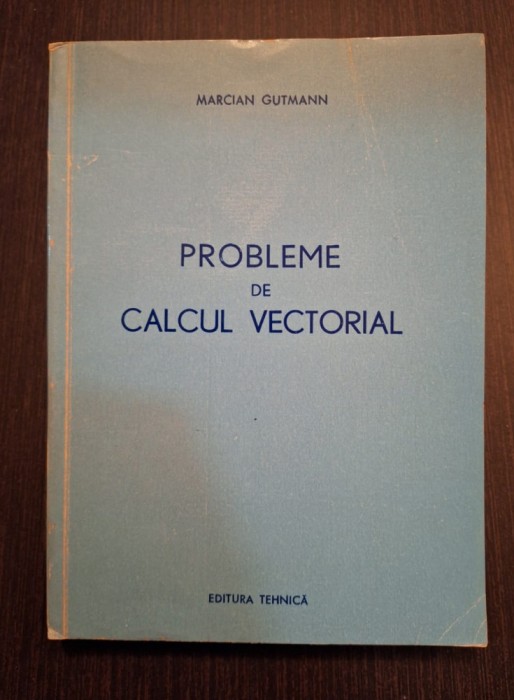 MARCIAN GUTMANN
PROBLEME
DE
CALCUL VECTORIAL
EDITURA TEHNICĂ